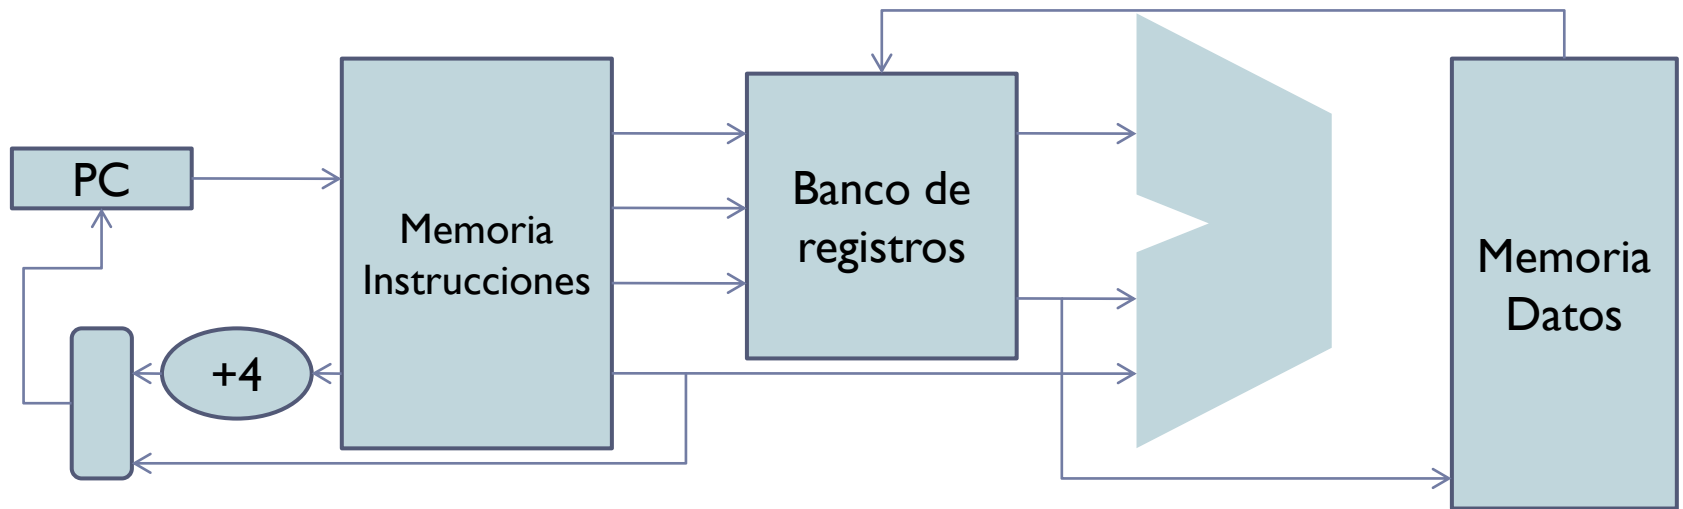 PC
Memoria
Instrucciones
+4
Banco de
registros
Memoria
Datos